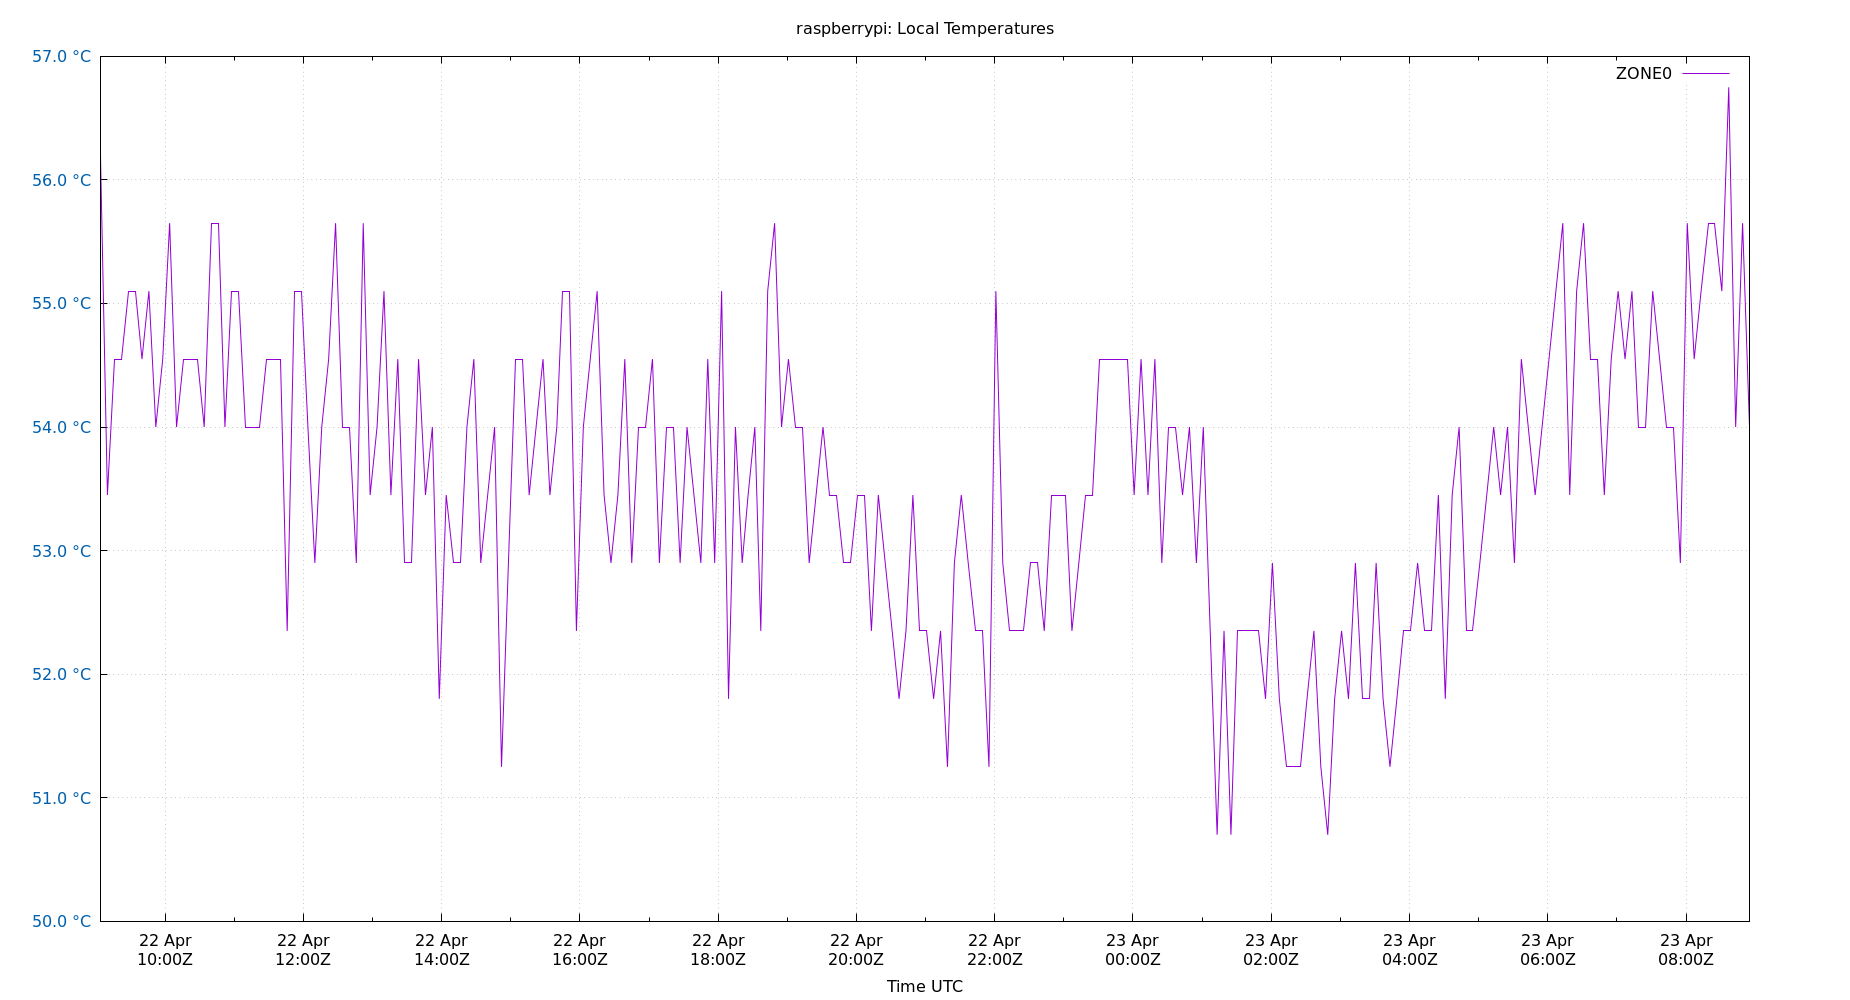 raspberrypi: Local Temperatures
57.0 °C
ZONE0
56.0 °C
55.0 °C
54.0 °C
53.0 °C
52.0 °C
51.0 °C
50.0 °C
22 Apr 22 Apr 22 Apr 22 Apr 22 Apr 22 Apr 22 Apr 23 Apr 23 Apr 23 Apr 23 Apr 23 Apr
10:00Z 12:00Z 14:00Z 16:00Z 18:00Z 20:00Z 22:00Z 00:00Z 02:00Z 04:00Z 06:00Z 08:00Z
Time UTC